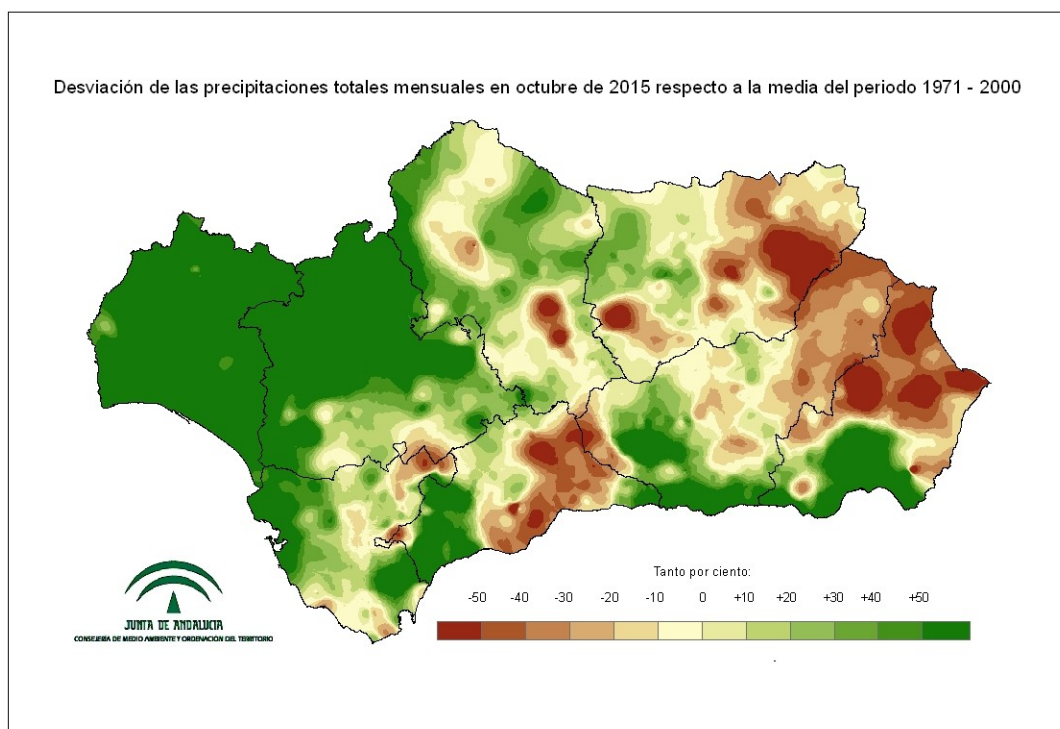 Desviación de las precipitaciones totales mensuales en octubre de 2015 respecto a la media del periodo 1971 - 2000
Tanto por ciento:
-50 -40 -30 -20 -10 0 +10 +20 +30 +40 +50
JUNTA DE ANDALUCIA
CONSEJERÍA DE MEDIO AMBIENTE Y ORDENACIÓN DEL TERRITORIO